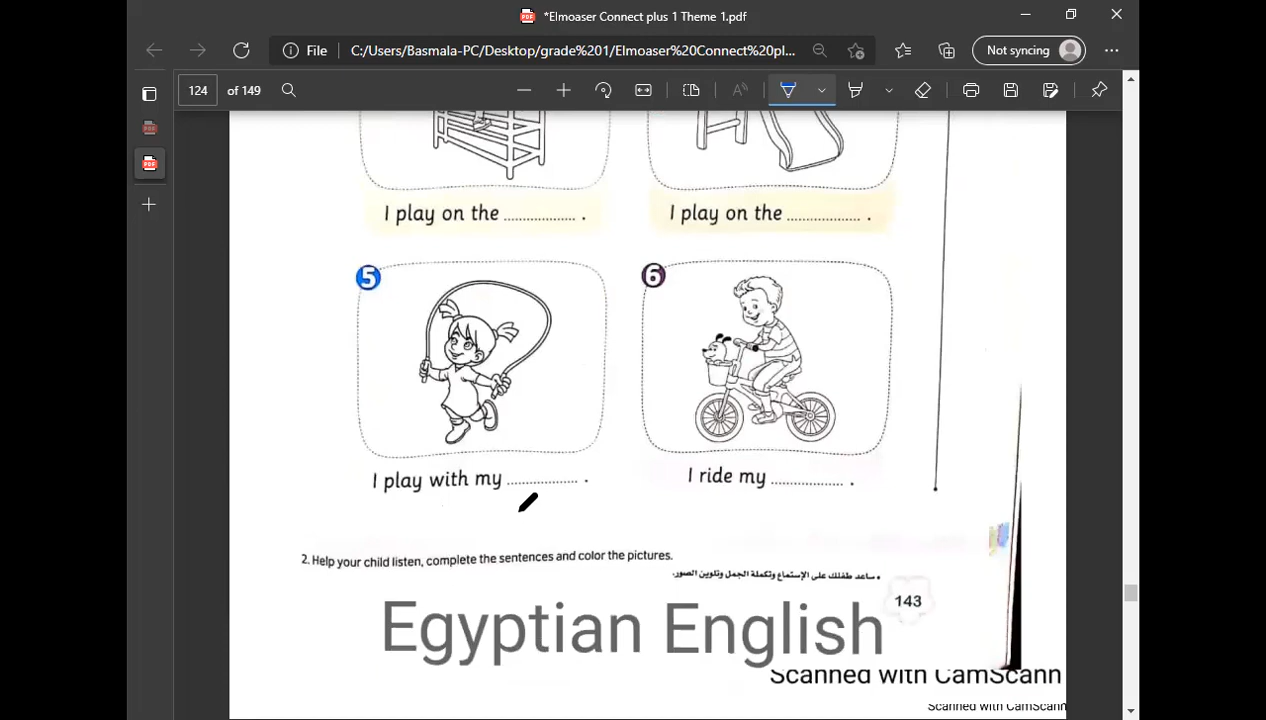 *Elmoaser Connect plus 1 Theme 1.pdf
File C:/Users/Basmala-PC/Desktop/grade%201/Elmoaser%20Connect%20pl... Not syncing
124 of 149
I play on the .................. .
I play on the .................. .
5
6
I play with my .................. .
I ride my .................. .
2. Help your child listen, complete the sentences and color the pictures.
• ساعد طفلك على الإستماع وتكملة الجمل وتلوين الصور.
143
Egyptian English
Scanned with CamScann
Scanned with CamScann